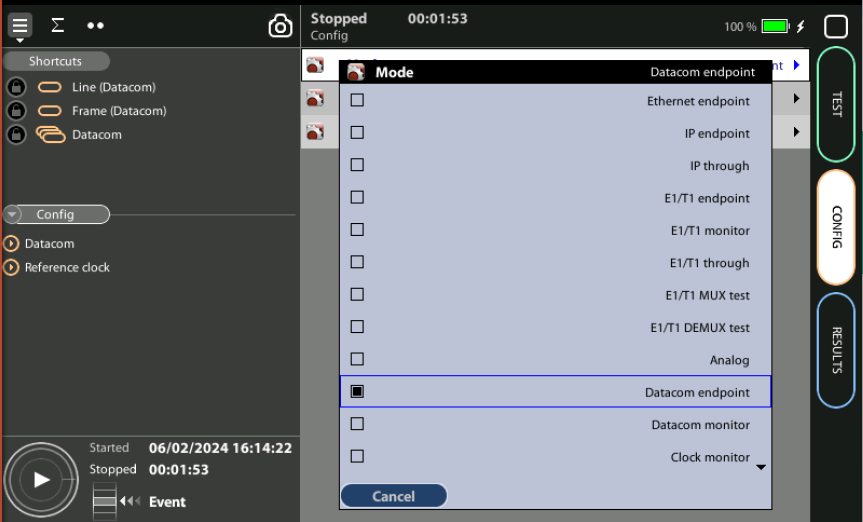 Σ
Stopped 00:01:53
Config
100 %
Shortcuts
Line (Datacom)
Frame (Datacom)
Datacom
Config
Datacom
Reference clock
Started 06/02/2024 16:14:22
Stopped 00:01:53
Event
nt
Mode Datacom endpoint
Ethernet endpoint
IP endpoint
IP through
E1/T1 endpoint
E1/T1 monitor
E1/T1 through
E1/T1 MUX test
E1/T1 DEMUX test
Analog
Datacom endpoint
Datacom monitor
Clock monitor
Cancel
TEST
CONFIG
RESULTS